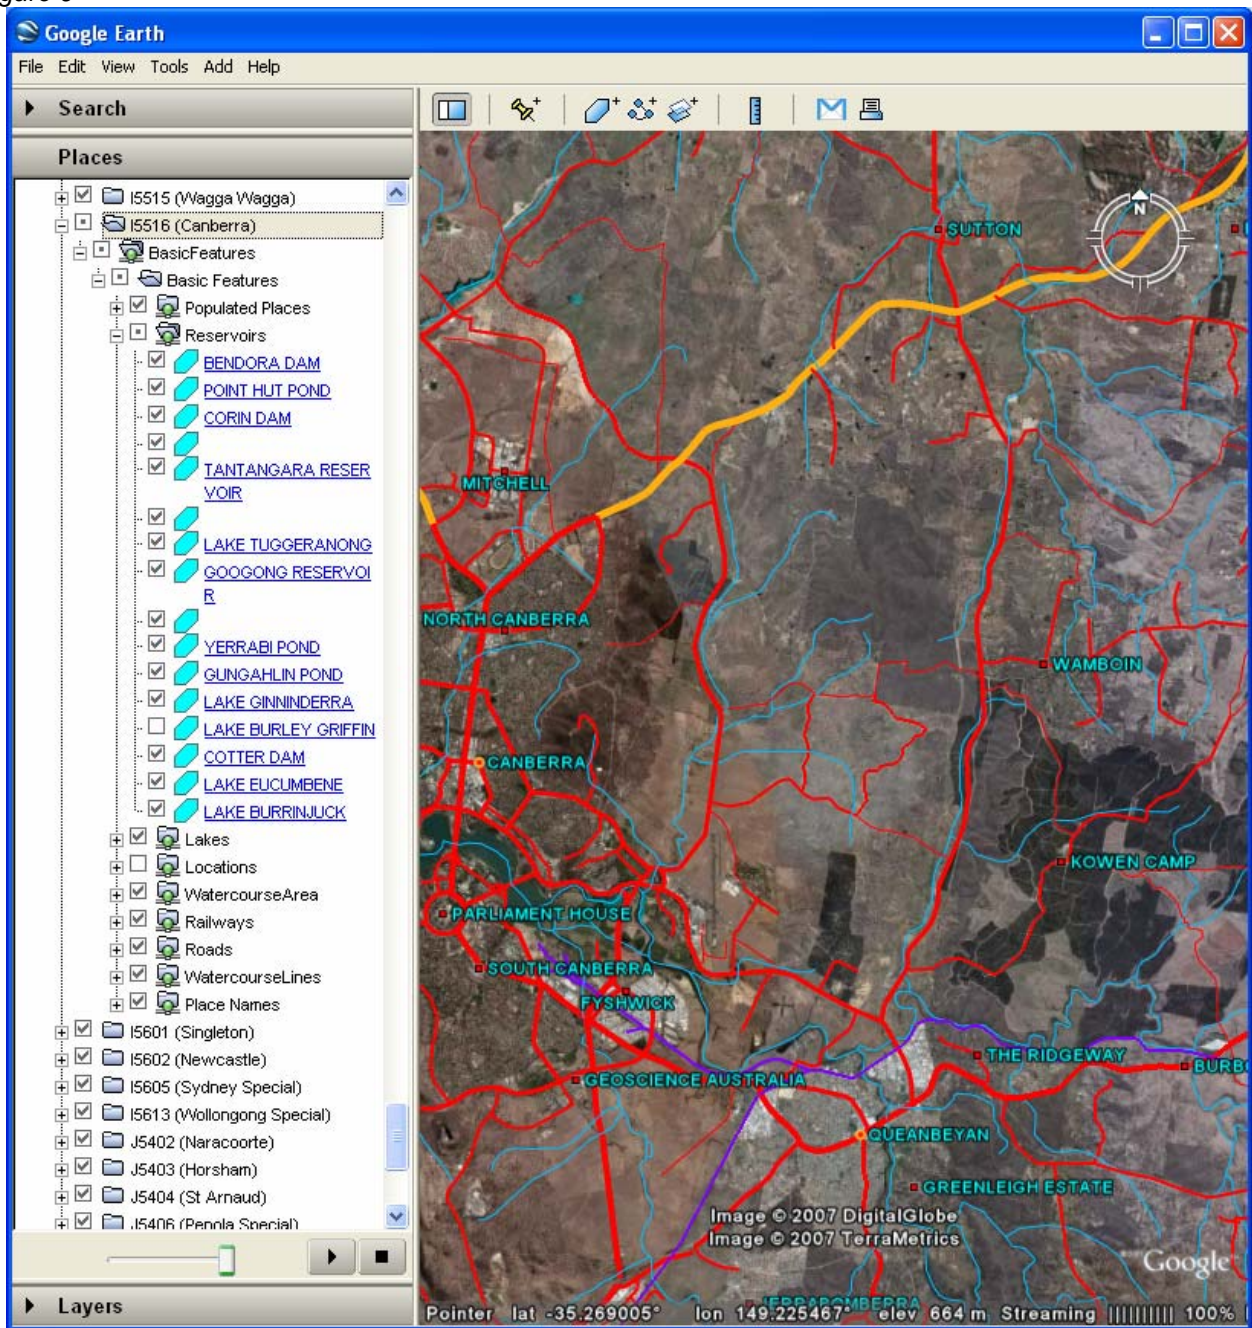 Google Earth
File Edit View Tools Add Help
Search
Places
I5515 (Wagga Wagga)
I5516 (Canberra)
BasicFeatures
Basic Features
Populated Places
Reservoirs
BENDORA DAM
POINT HUT POND
CORIN DAM
TANTANGARA RESER
VOIR
LAKE TUGGERANONG
GOOGONG RESERVOI
R
YERRABI POND
GUNGAHLIN POND
LAKE GINNINDERRA
LAKE BURLEY GRIFFIN
COTTER DAM
LAKE EUCUMBENE
LAKE BURRINJUCK
Lakes
Locations
WatercourseArea
Railways
Roads
WatercourseLines
Place Names
I5601 (Singleton)
I5602 (Newcastle)
I5605 (Sydney Special)
I5613 (Wollongong Special)
J5402 (Naracoorte)
J5403 (Horsham)
J5404 (St Arnaud)
J5406 (Penola Special)
Layers
N
SUTTON
MITCHELL
NORTH CANBERRA
WAMBOIN
CANBERRA
KOWEN CAMP
PARLIAMENT HOUSE
SOUTH CANBERRA
FYSHWICK
THE RIDGEWAY
BURB
GEOSCIENCE AUSTRALIA
QUEANBEYAN
GREENLEIGH ESTATE
Image © 2007 DigitalGlobe
Image © 2007 TerraMetrics
Google
JERRABOMBERRA
Pointer lat -35.269005° lon 149.225467° elev 664 m Streaming |||||||||| 100%